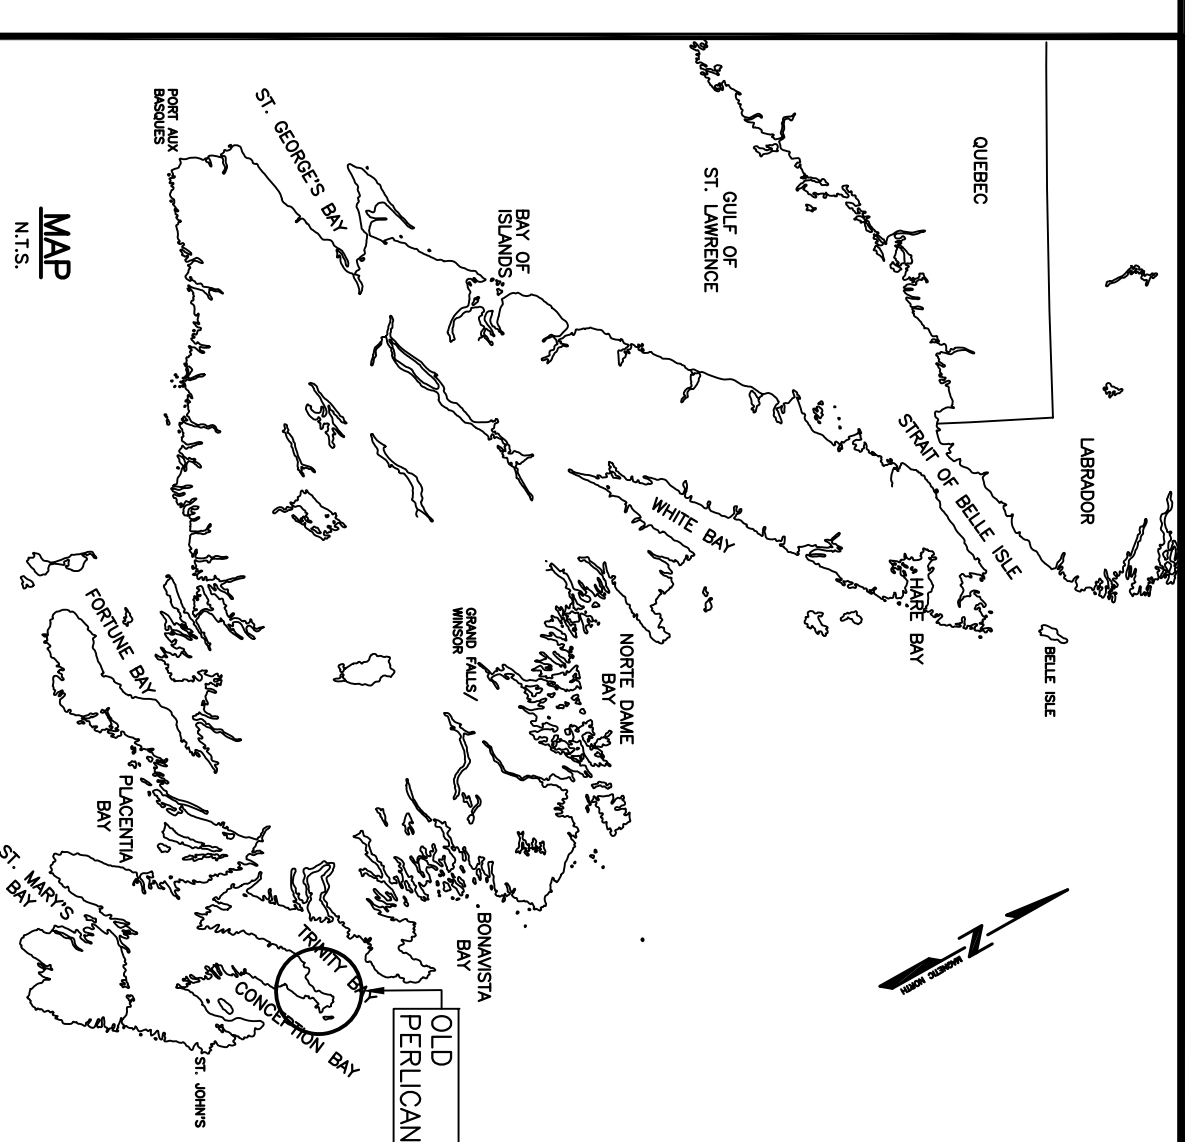 QUEBEC
LABRADOR
GULF OF
ST. LAWRENCE
STRAIT OF BELLE ISLE
BELLE ISLE
HARE BAY
WHITE BAY
BAY OF
ISLANDS
ST. GEORGE'S BAY
PORT AUX
BASQUES
NORTE DAME
BAY
GRAND FALLS/
WINSOR
BONAVISTA
BAY
TRINITY BAY
CONCEPTION BAY
OLD
PERLICAN
ST. JOHN'S
FORTUNE BAY
PLACENTIA
BAY
ST. MARY'S
BAY
N
MAGNETIC NORTH
MAP
N.T.S.